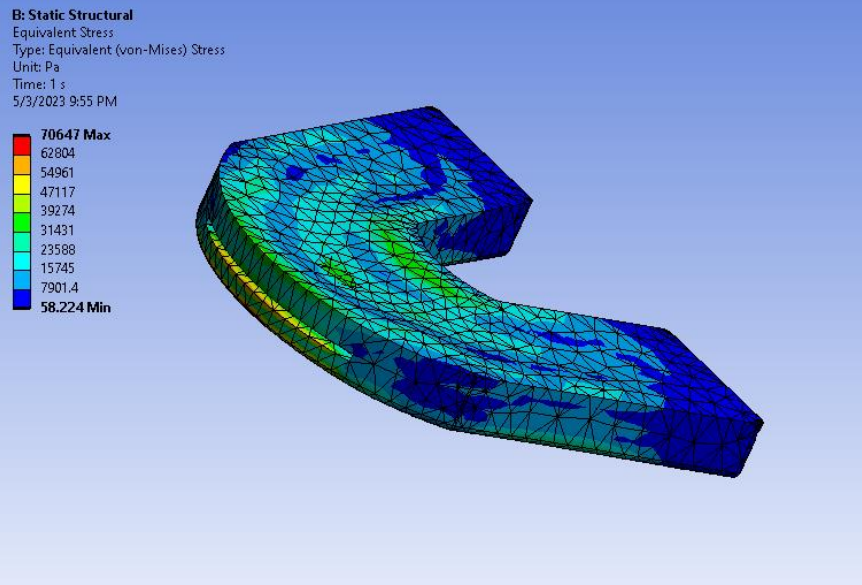 B: Static Structural
Equivalent Stress
Type: Equivalent (von-Mises) Stress
Unit: Pa
Time: 1 s
5/3/2023 9:55 PM
70647 Max
62804
54961
47117
39274
31431
23588
15745
7901.4
58.224 Min